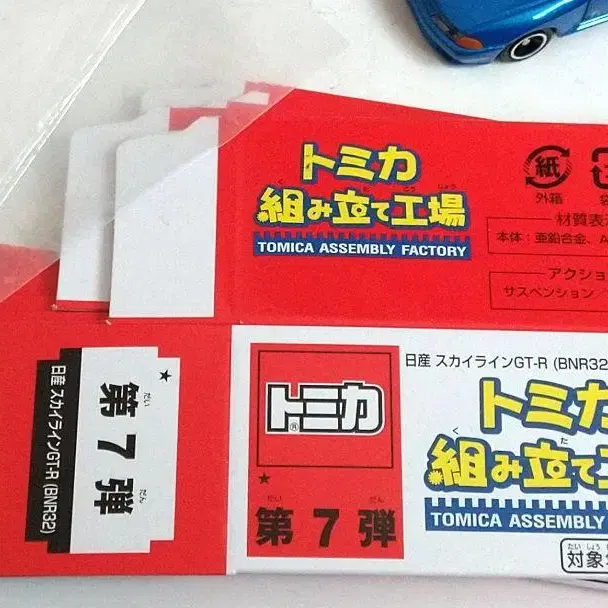 トミカ
組み立て工場
TOMICA ASSEMBLY FACTORY
紙
外箱
材質表
本体:亜鉛合金、A
アクショ
サスペンション
日産 スカイラインGT-R (BNR32)
第7弾
トミカ
第7弾
日産 スカイラインGT-R (BNR32
トミカ
組み立て工
TOMICA ASSEMBLY
対象